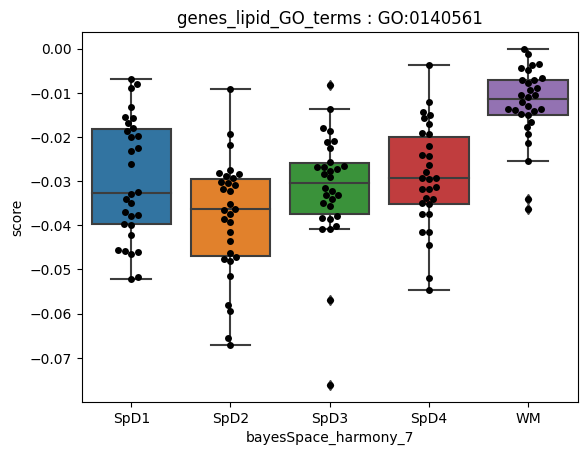 genes_lipid_GO_terms : GO:0140561
0.00
−0.01
−0.02
−0.03
−0.04
−0.05
−0.06
−0.07
score
SpD1 SpD2 SpD3 SpD4 WM
bayesSpace_harmony_7